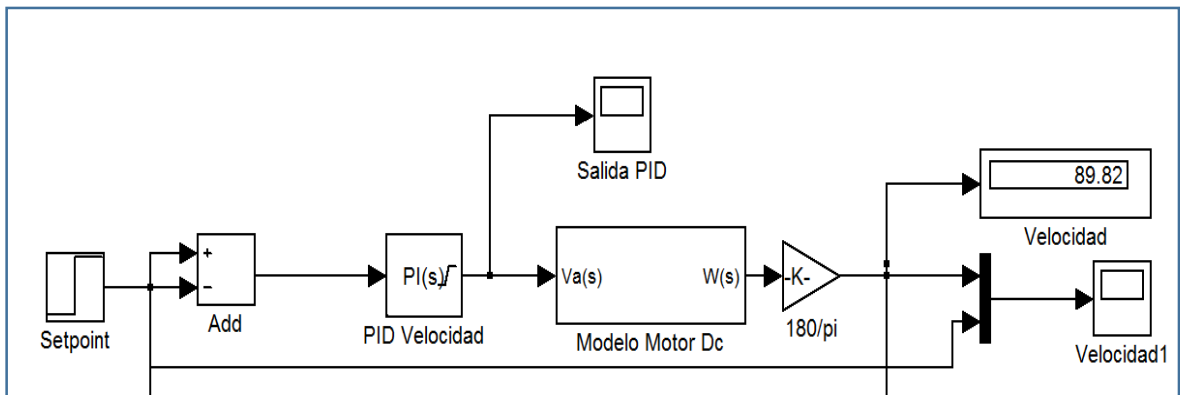 Salida PID
89.82
Velocidad
Setpoint
+
−
Add
PI(s)
PID Velocidad
Va(s)
W(s)
Modelo Motor Dc
-K-
180/pi
Velocidad1